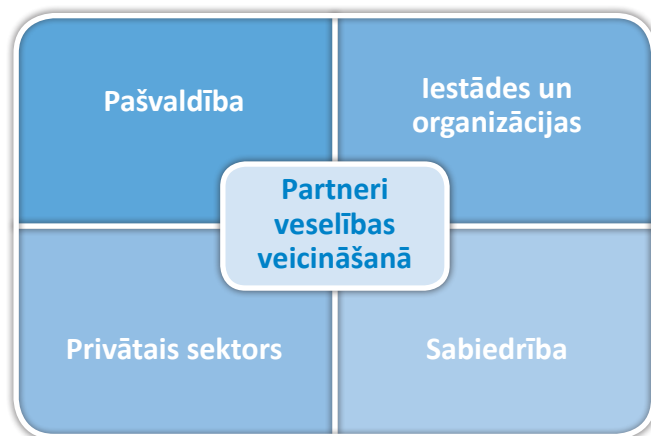 Pašvaldība
Iestādes un
organizācijas
Partneri
veselības
veicināšanā
Privātais sektors
Sabiedrība